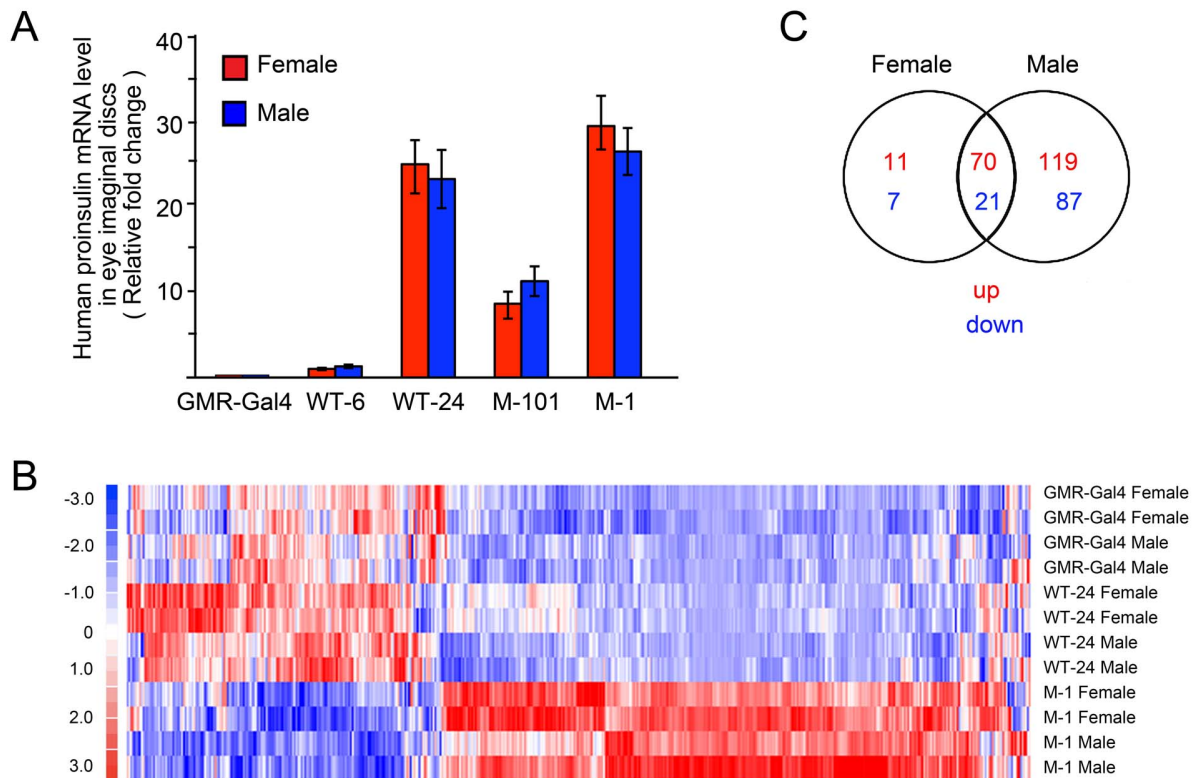 A
Human proinsulin mRNA level
in eye imaginal discs
( Relative fold change )
40
30
20
10
Female
Male
GMR-Gal4 WT-6 WT-24 M-101 M-1
C
Female Male
11 70 119
7 21 87
up
down
B
-3.0
-2.0
-1.0
0
1.0
2.0
3.0
GMR-Gal4 Female
GMR-Gal4 Female
GMR-Gal4 Male
GMR-Gal4 Male
WT-24 Female
WT-24 Female
WT-24 Male
WT-24 Male
M-1 Female
M-1 Female
M-1 Male
M-1 Male